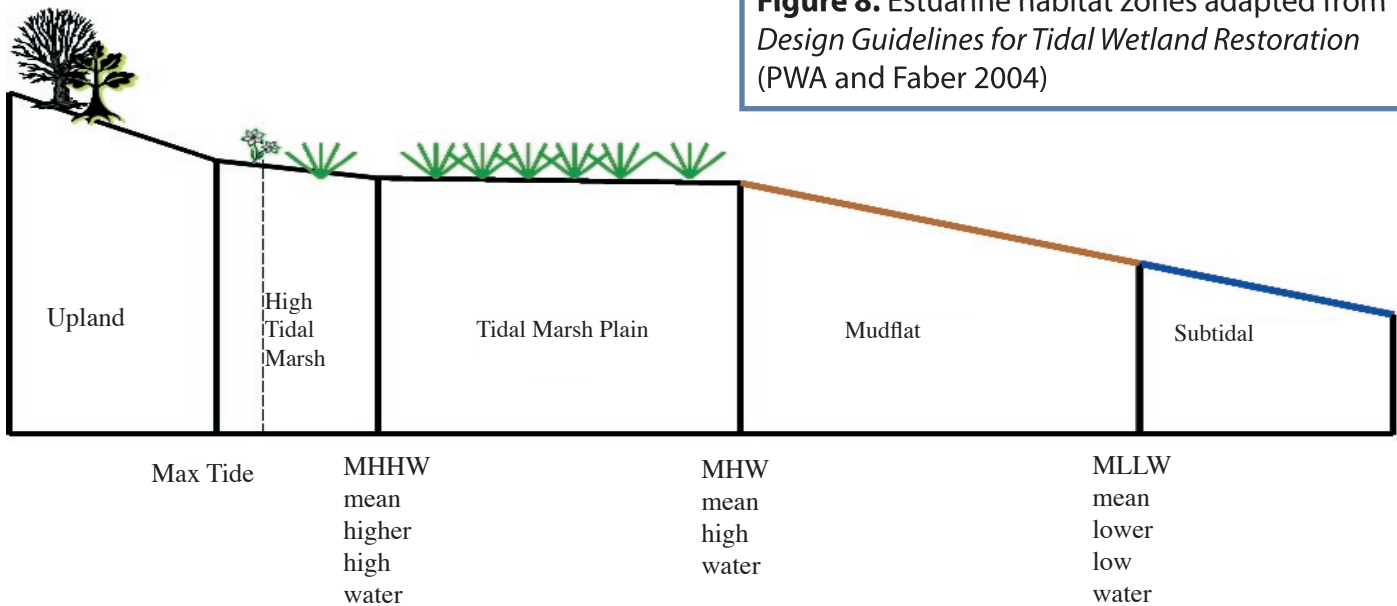 Figure 8. Estuarine habitat zones adapted from
Design Guidelines for Tidal Wetland Restoration
(PWA and Faber 2004)
Upland
High
Tidal
Marsh
Tidal Marsh Plain
Mudflat
Subtidal
Max Tide
MHHW
mean
higher
high
water
MHW
mean
high
water
MLLW
mean
lower
low
water